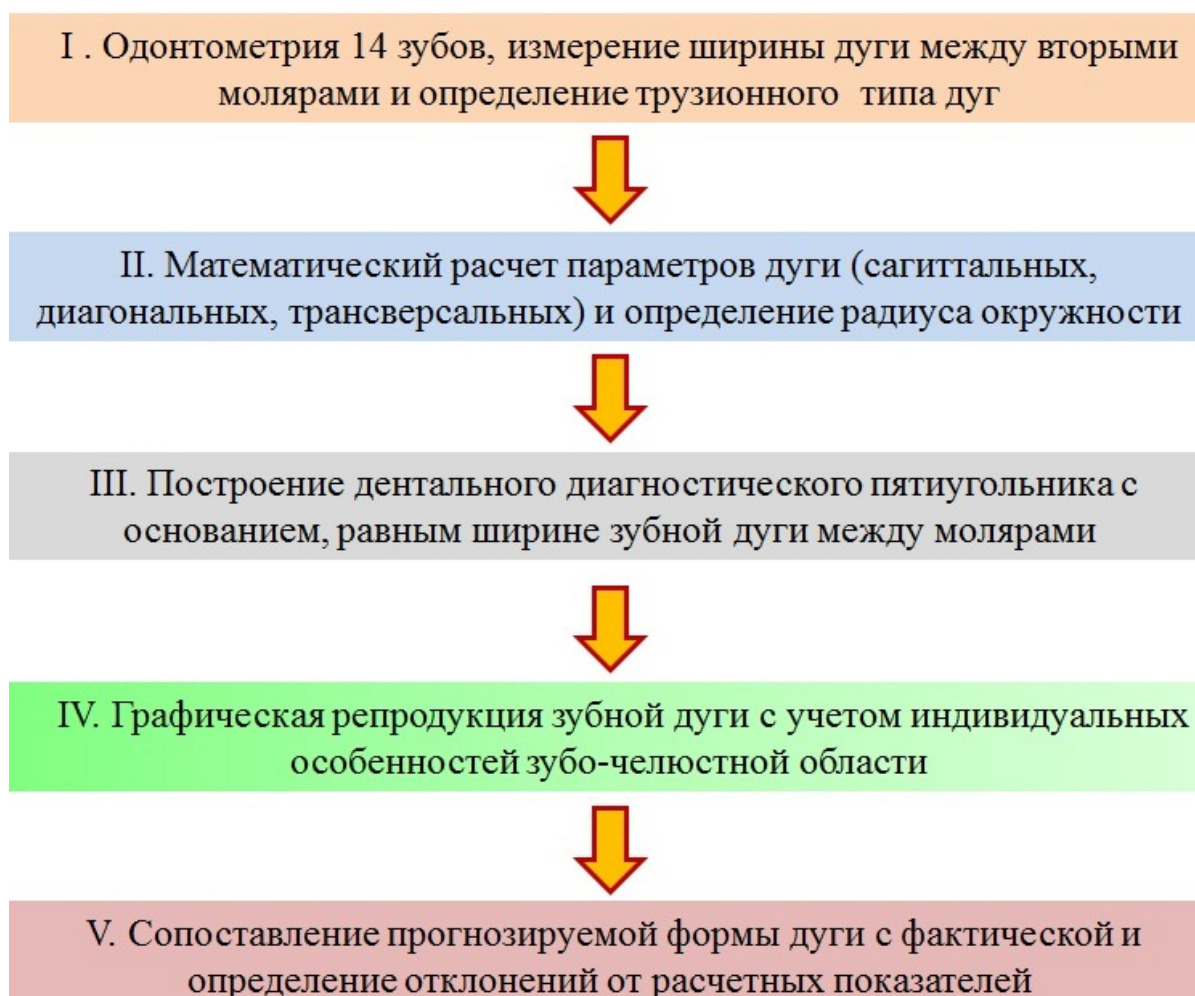 I . Одонтометрия 14 зубов, измерение ширины дуги между вторыми
молярами и определение трузионного типа дуг
II. Математический расчет параметров дуги (сагиттальных,
диагональных, трансверсальных) и определение радиуса окружности
III. Построение дентального диагностического пятиугольника с
основанием, равным ширине зубной дуги между молярами
IV. Графическая репродукция зубной дуги с учетом индивидуальных
особенностей зубо-челюстной области
V. Сопоставление прогнозируемой формы дуги с фактической и
определение отклонений от расчетных показателей